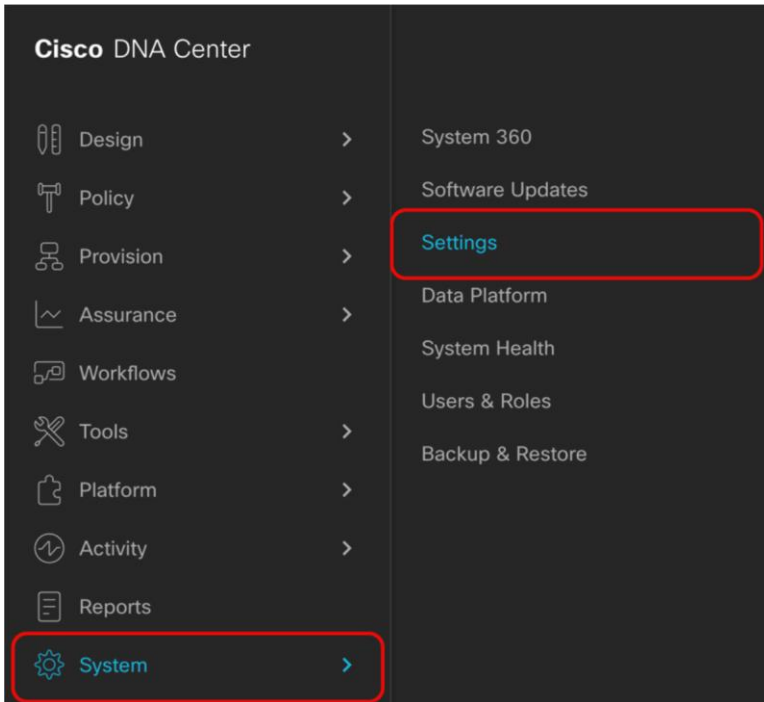 Cisco DNA Center
Design
Policy
Provision
Assurance
Workflows
Tools
Platform
Activity
Reports
System
System 360
Software Updates
Settings
Data Platform
System Health
Users & Roles
Backup & Restore